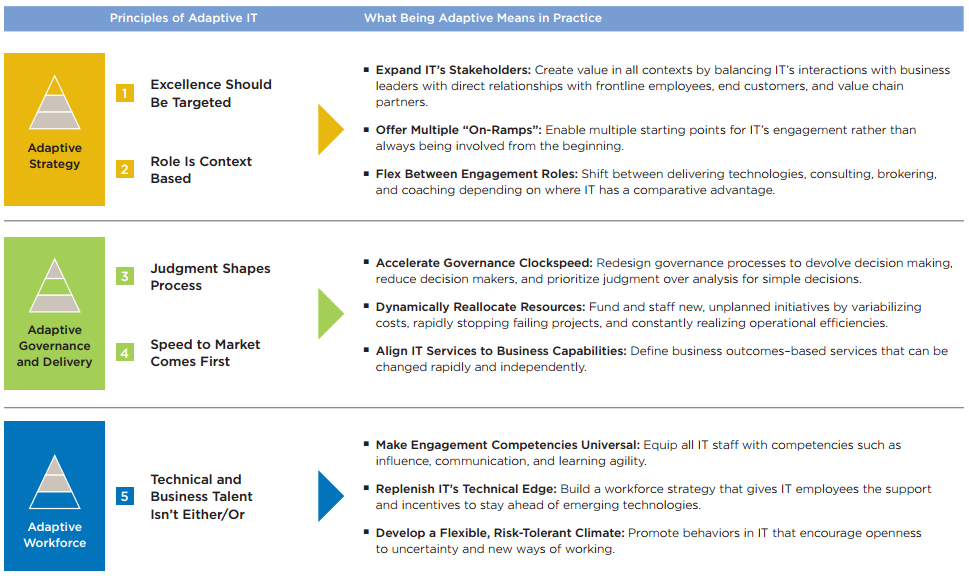 Principles of Adaptive IT
What Being Adaptive Means in Practice
Adaptive
Strategy
1
Excellence Should
Be Targeted
2
Role Is Context
Based
▪ Expand IT’s Stakeholders: Create value in all contexts by balancing IT’s interactions with business
leaders with direct relationships with frontline employees, end customers, and value chain
partners.
▪ Offer Multiple “On-Ramps”: Enable multiple starting points for IT’s engagement rather than
always being involved from the beginning.
▪ Flex Between Engagement Roles: Shift between delivering technologies, consulting, brokering,
and coaching depending on where IT has a comparative advantage.
Adaptive
Governance
and Delivery
3
Judgment Shapes
Process
4
Speed to Market
Comes First
▪ Accelerate Governance Clockspeed: Redesign governance processes to devolve decision making,
reduce decision makers, and prioritize judgment over analysis for simple decisions.
▪ Dynamically Reallocate Resources: Fund and staff new, unplanned initiatives by variabilizing
costs, rapidly stopping failing projects, and constantly realizing operational efficiencies.
▪ Align IT Services to Business Capabilities: Define business outcomes–based services that can be
changed rapidly and independently.
Adaptive
Workforce
5
Technical and
Business Talent
Isn’t Either/Or
▪ Make Engagement Competencies Universal: Equip all IT staff with competencies such as
influence, communication, and learning agility.
▪ Replenish IT’s Technical Edge: Build a workforce strategy that gives IT employees the support
and incentives to stay ahead of emerging technologies.
▪ Develop a Flexible, Risk-Tolerant Climate: Promote behaviors in IT that encourage openness
to uncertainty and new ways of working.